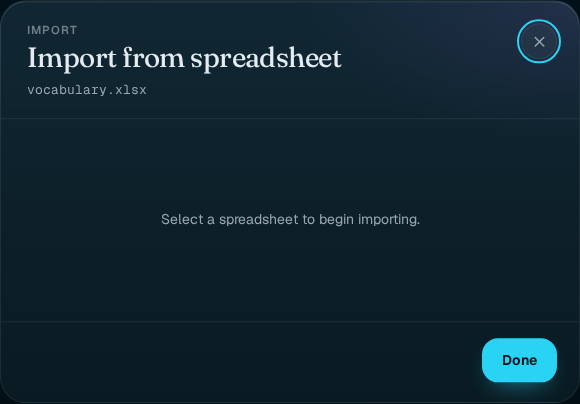 IMPORT
Import from spreadsheet
vocabulary.xlsx
Select a spreadsheet to begin importing.
Done